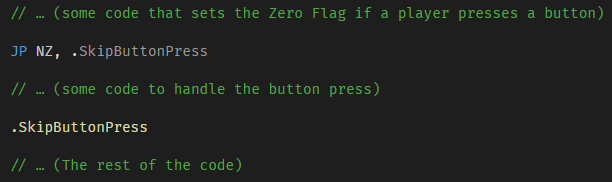 // … (some code that sets the Zero Flag if a player presses a button)
JP NZ, .SkipButtonPress
// … (some code to handle the button press)
.SkipButtonPress
// … (The rest of the code)